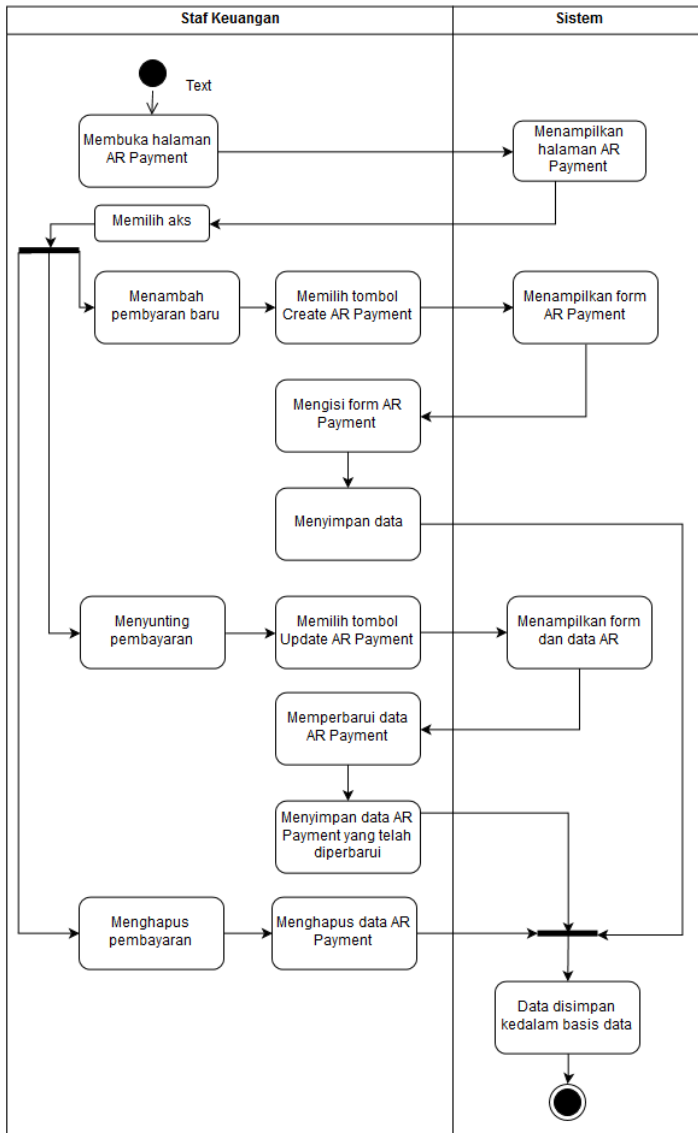 Staf Keuangan
Sistem
Text
Membuka halaman
AR Payment
Menampilkan
halaman AR
Payment
Memilih aks
Menambah
pembyaran baru
Memilih tombol
Create AR Payment
Menampilkan form
AR Payment
Mengisi form AR
Payment
Menyimpan data
Menyunting
pembayaran
Memilih tombol
Update AR Payment
Menampilkan form
dan data AR
Memperbarui data
AR Payment
Menyimpan data AR
Payment yang telah
diperbarui
Menghapus
pembayaran
Menghapus data AR
Payment
Data disimpan
kedalam basis data